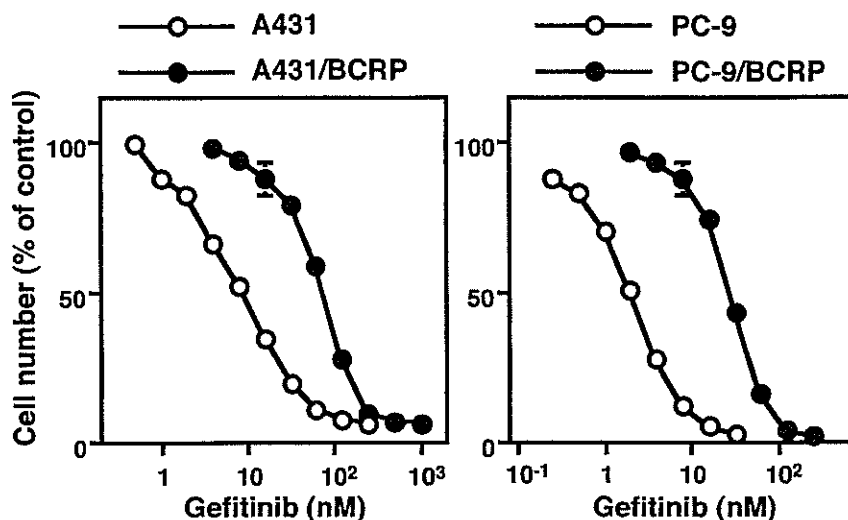 A431
A431/BCRP
PC-9
PC-9/BCRP
Cell number (% of control)
100
50
0
1
10
10²
10³
Gefitinib (nM)
100
50
0
10⁻¹
1
10
10²
Gefitinib (nM)